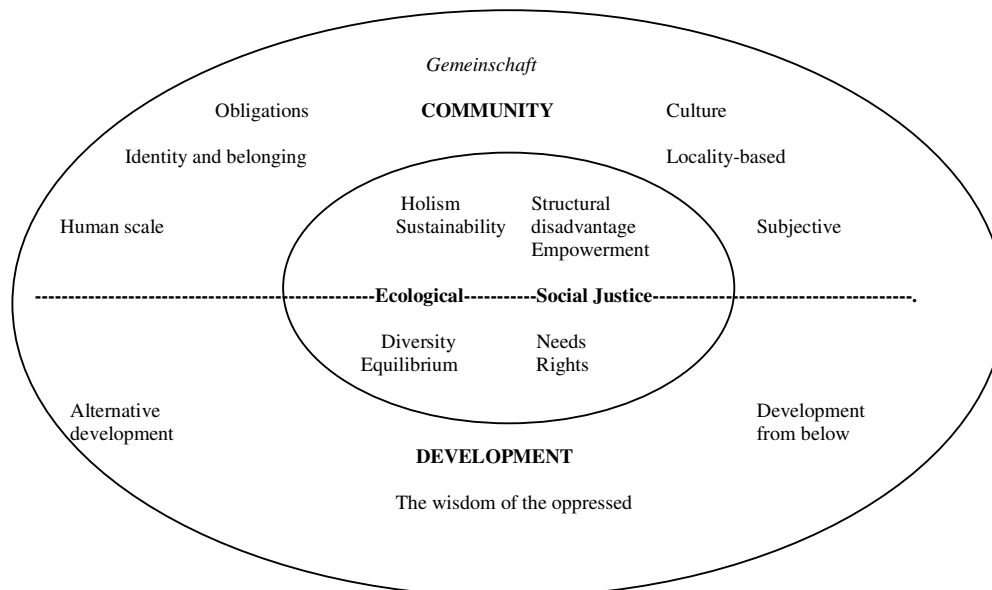 Gemeinschaft
Obligations COMMUNITY Culture
Identity and belonging Locality-based
Holism Structural
Human scale Sustainability disadvantage Subjective
Empowerment
Ecological Social Justice
Diversity Needs
Equilibrium Rights
Alternative Development
development from below
DEVELOPMENT
The wisdom of the oppressed